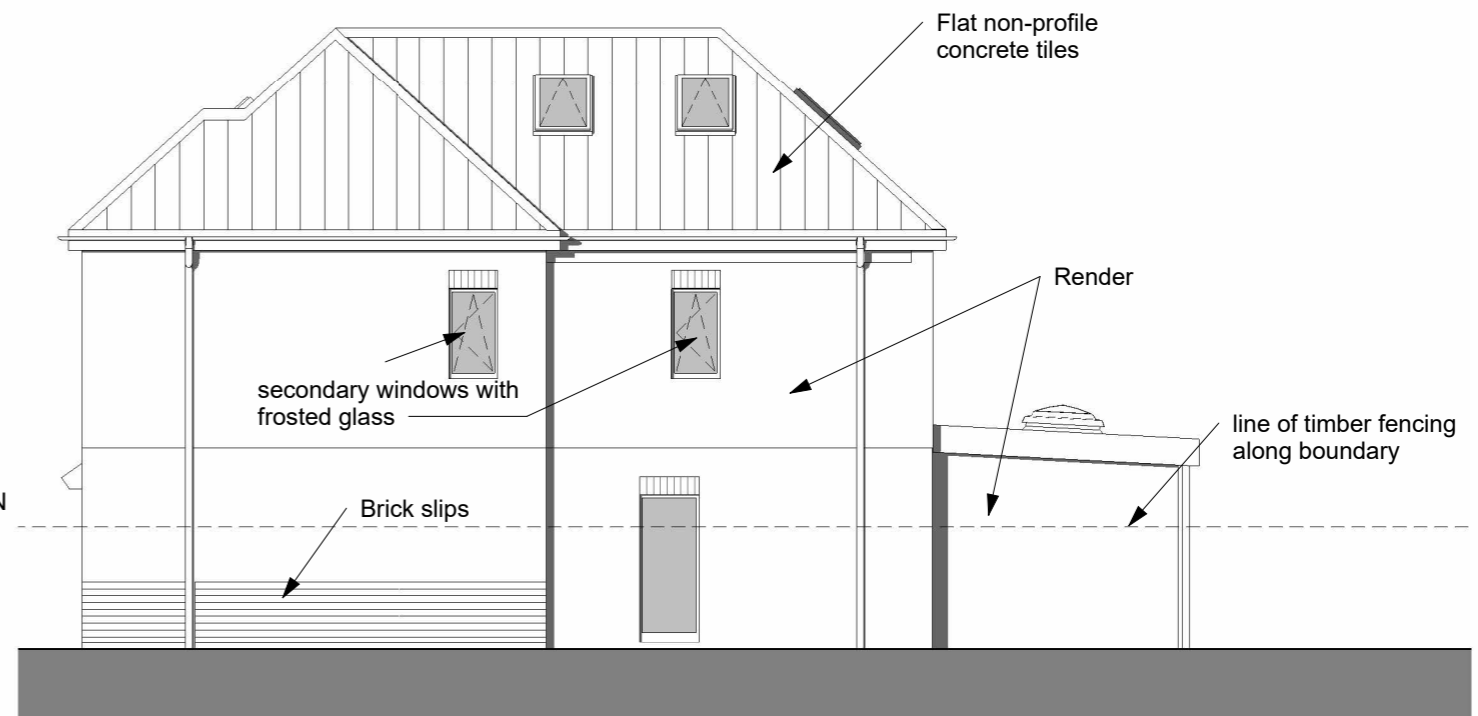 Flat non-profile
concrete tiles
Render
secondary windows with
frosted glass
line of timber fencing
along boundary
N
Brick slips